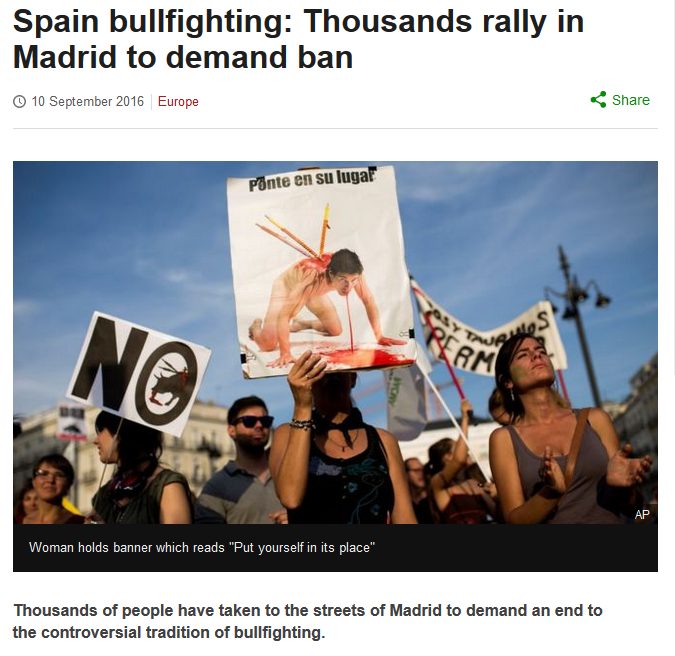 Spain bullfighting: Thousands rally in
Madrid to demand ban
10 September 2016
Europe
Share
Ponte en su lugar
NO
Y TAURINOS
AP
Woman holds banner which reads "Put yourself in its place"
Thousands of people have taken to the streets of Madrid to demand an end to
the controversial tradition of bullfighting.